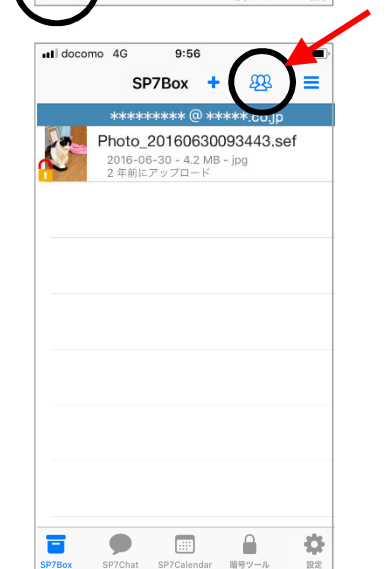 docomo 4G 9:56
SP7Box +
********* @ *****.co.jp
Photo_20160630093443.sef
2016-06-30 - 4.2 MB - jpg
2 年前にアップロード
SP7Box SP7Chat SP7Calendar 暗号ツール 設定